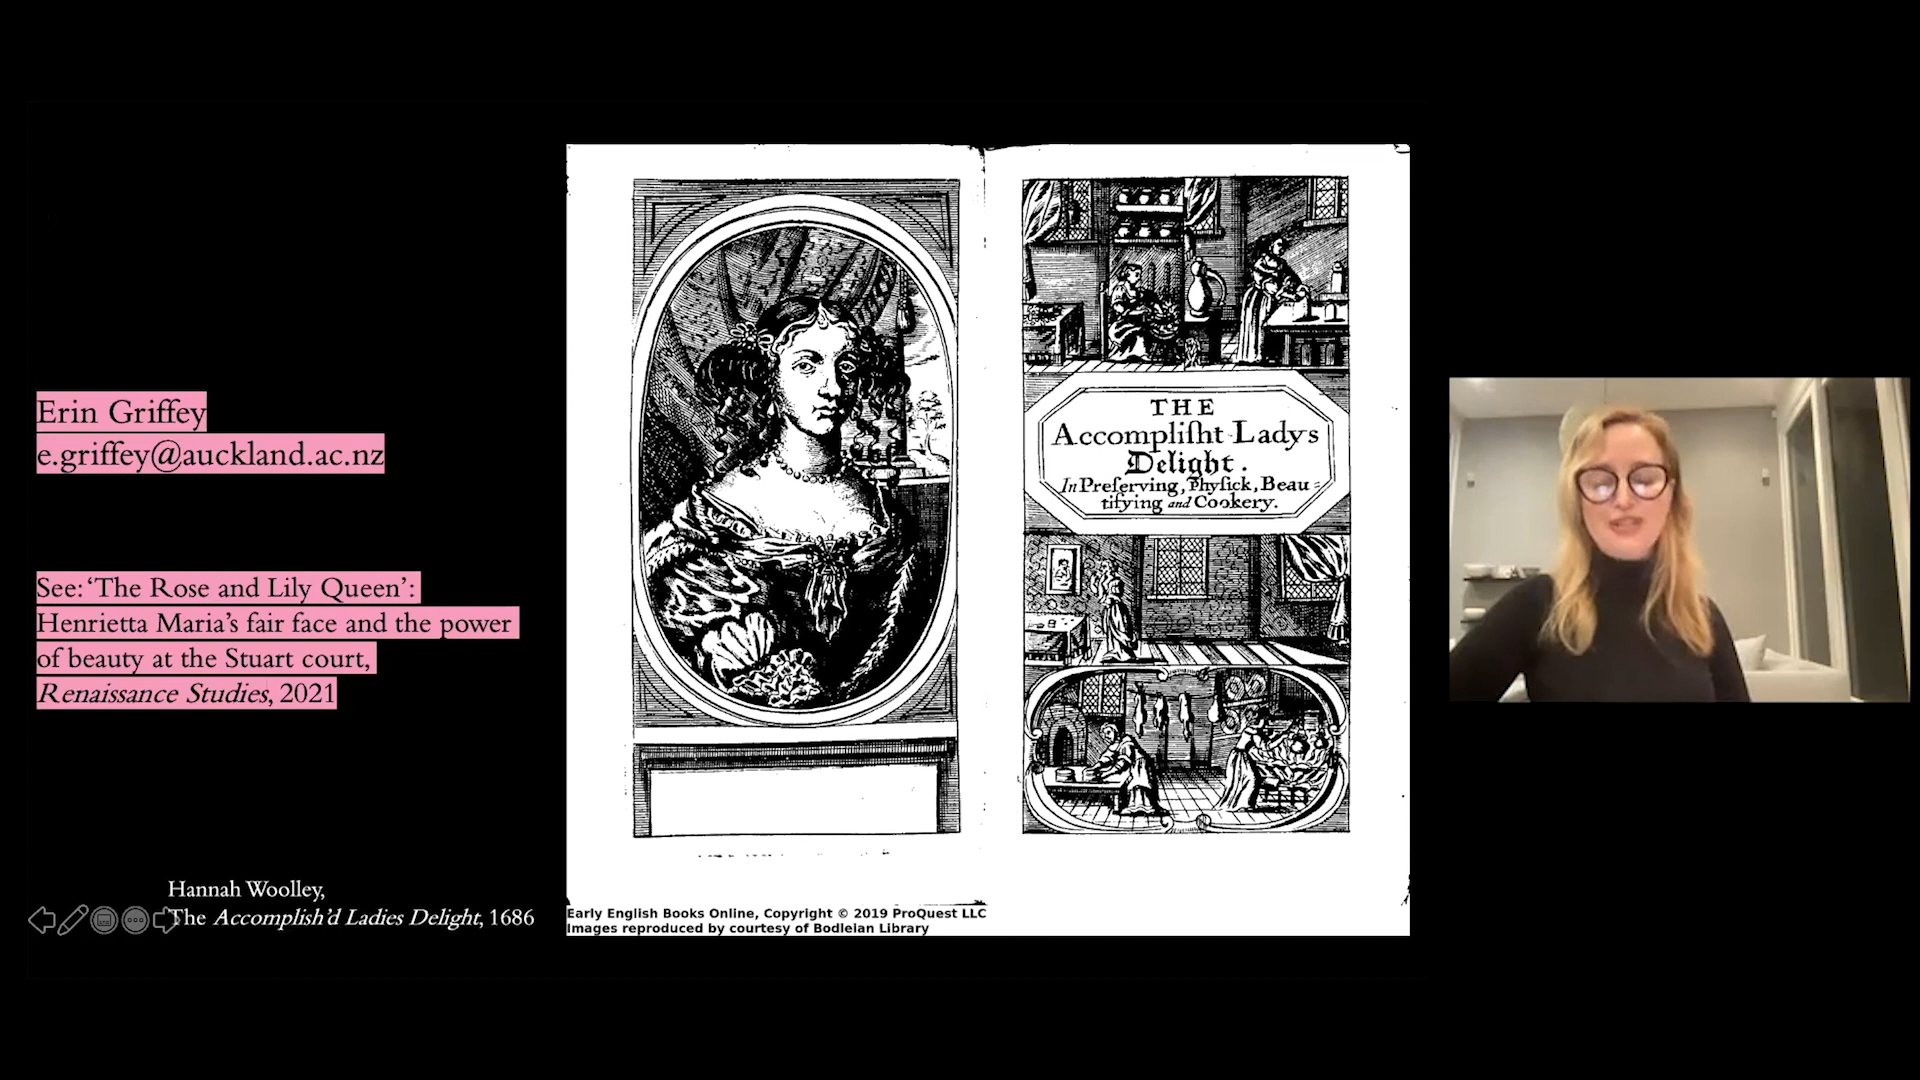 Erin Griffey
e.griffey@auckland.ac.nz
See: ‘The Rose and Lily Queen’:
Henrietta Maria’s fair face and the power
of beauty at the Stuart court,
Renaissance Studies, 2021
Hannah Woolley,
The Accomplish’d Ladies Delight, 1686
THE
Accompliſht Ladys
Delight.
In Preſerving, Phyſick, Beau=
tifying and Cookery.
Early English Books Online, Copyright © 2019 ProQuest LLC
Images reproduced by courtesy of Bodleian Library